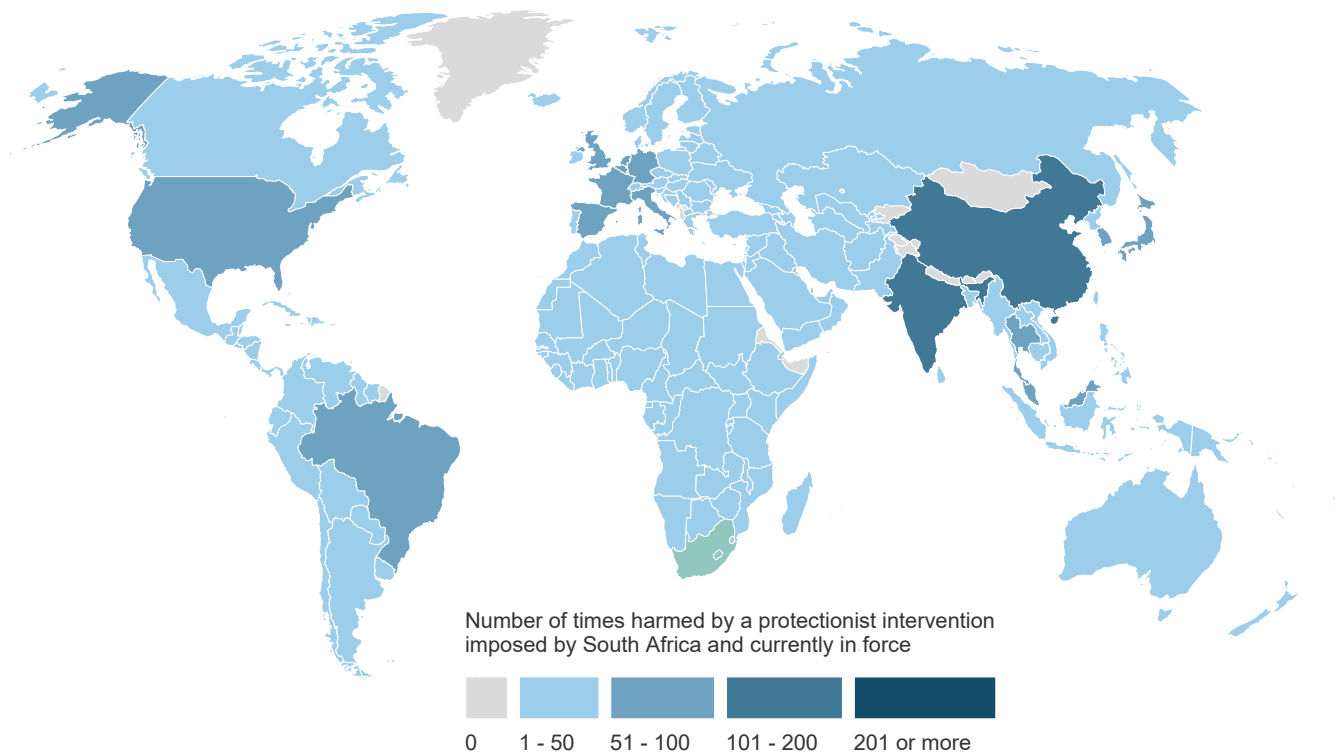 Number of times harmed by a protectionist intervention
imposed by South Africa and currently in force
0 1 - 50 51 - 100 101 - 200 201 or more